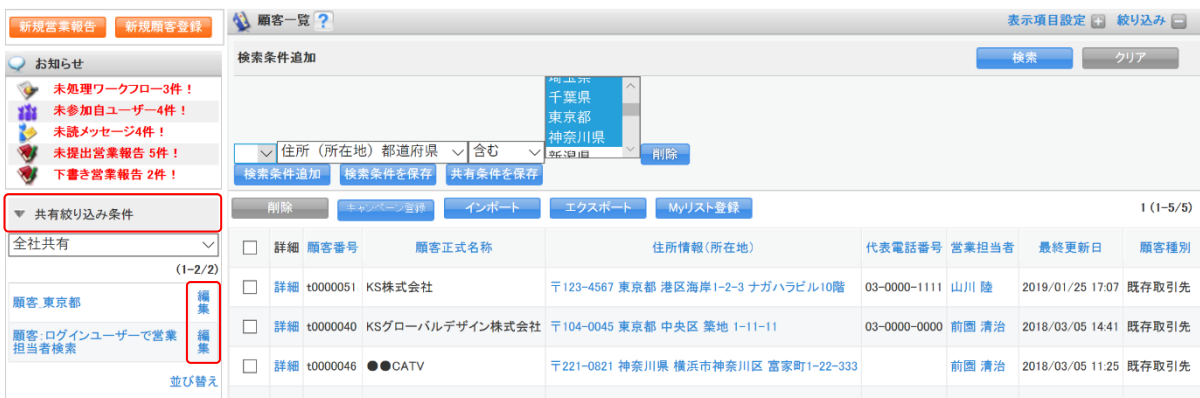 新規営業報告 新規顧客登録
お知らせ
未処理ワークフロー3件！
未参加自ユーザー4件！
未読メッセージ4件！
未提出営業報告 5件！
下書き営業報告 2件！
▼ 共有絞り込み条件
全社共有
(1-2/2)
顧客_東京都 編集
顧客:ログインユーザーで営業担当者検索 編集
並び替え
顧客一覧 ? 表示項目設定 + 絞り込み −
検索条件追加 検索 クリア
埼玉県
千葉県
東京都
神奈川県
新潟県
住所（所在地）都道府県 含む 削除
検索条件追加 検索条件を保存 共有条件を保存
削除 キャンペーン登録 インポート エクスポート Myリスト登録 1 (1-5/5)
詳細 顧客番号 顧客正式名称 住所情報(所在地) 代表電話番号 営業担当者 最終更新日 顧客種別
詳細 t0000051 KS株式会社 〒123-4567 東京都 港区海岸1-2-3 ナガハラビル10階 03-0000-1111 山川 陸 2019/01/25 17:07 既存取引先
詳細 t0000040 KSグローバルデザイン株式会社 〒104-0045 東京都 中央区 築地 1-11-11 03-0000-0000 前園 清治 2018/03/05 14:41 既存取引先
詳細 t0000046 ●●CATV 〒221-0821 神奈川県 横浜市神奈川区 富家町1-22-333 前園 清治 2018/03/05 11:25 既存取引先